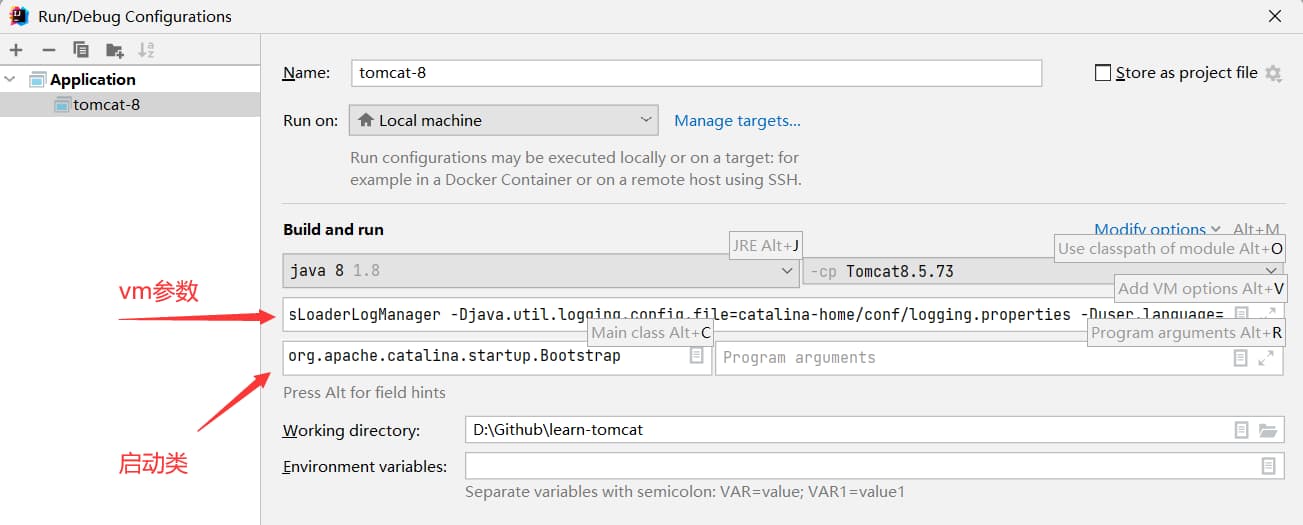 Run/Debug Configurations
Application
tomcat-8
Name:
tomcat-8
Store as project file
Run on:
Local machine
Manage targets...
Run configurations may be executed locally or on a target: for
example in a Docker Container or on a remote host using SSH.
Build and run
Modify options
Alt+M
JRE Alt+J
Use classpath of module Alt+O
java 8 1.8
-cp Tomcat8.5.73
Add VM options Alt+V
vm参数
sLoaderLogManager -Djava.util.logging.config.file=catalina-home/conf/logging.properties -Duser.language=
Main class Alt+C
Program arguments Alt+R
org.apache.catalina.startup.Bootstrap
Program arguments
Press Alt for field hints
启动类
Working directory:
D:\Github\learn-tomcat
Environment variables:
Separate variables with semicolon: VAR=value; VAR1=value1